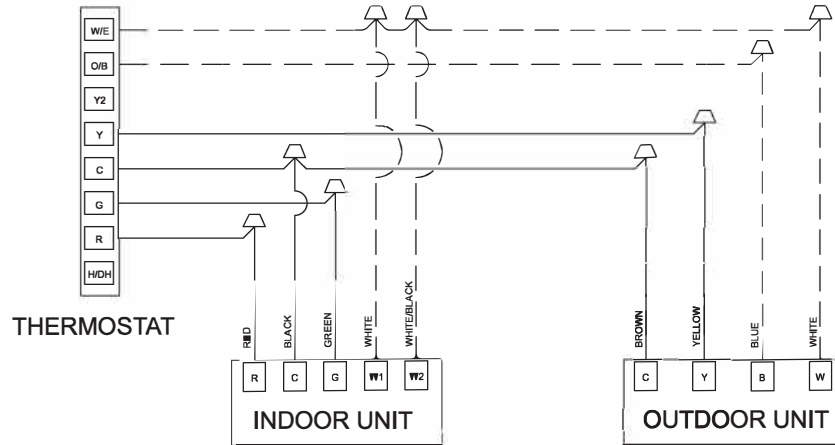 W/E
O/B
Y2
Y
C
G
R
H/DH
THERMOSTAT
RED
BLACK
GREEN
WHITE
WHITE/BLACK
BROWN
YELLOW
BLUE
WHITE
R C G W1 W2
C Y B W
INDOOR UNIT
OUTDOOR UNIT